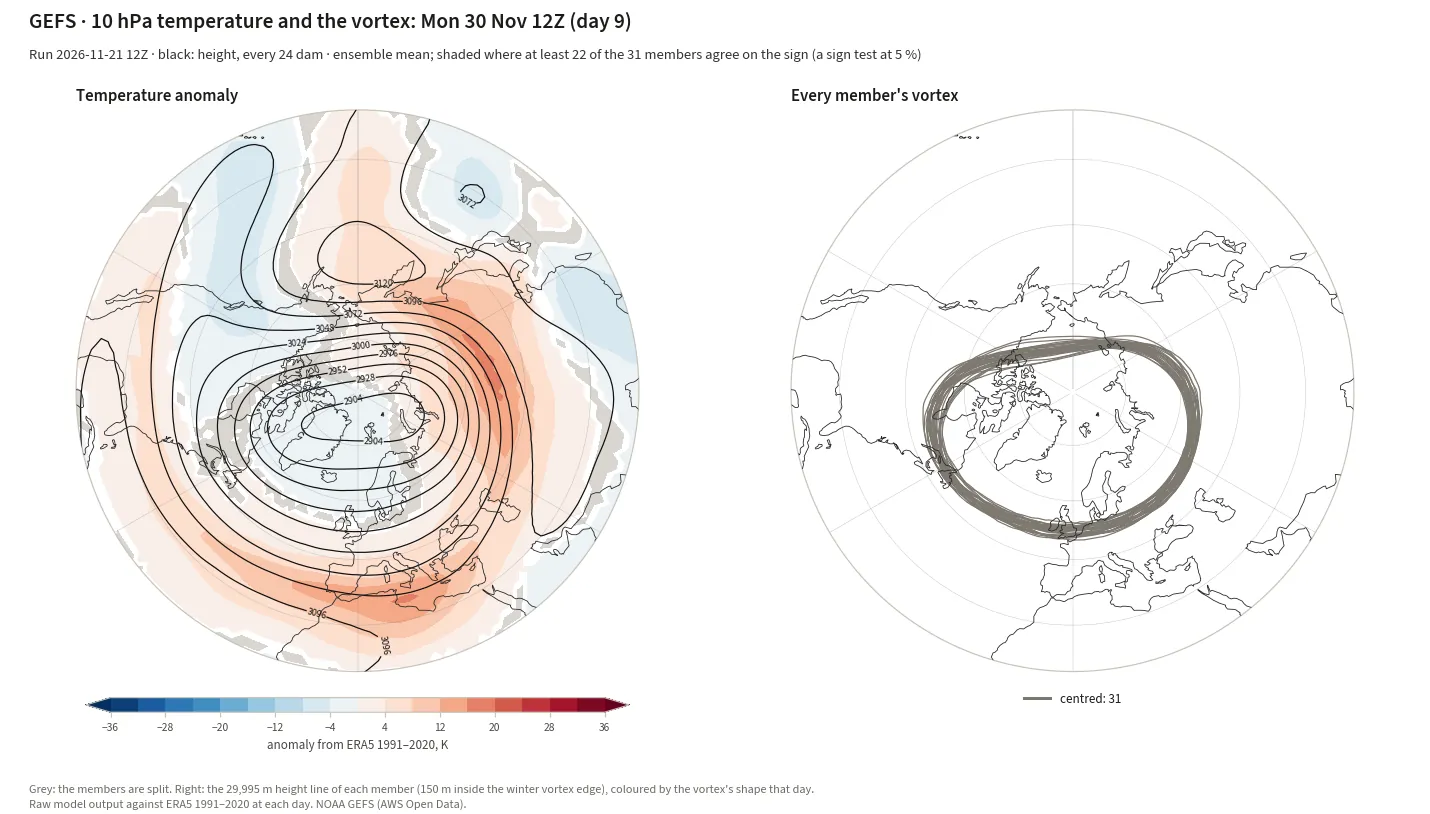 GEFS · 10 hPa temperature and the vortex: Mon 30 Nov 12Z (day 9)
Run 2026-11-21 12Z · black: height, every 24 dam · ensemble mean; shaded where at least 22 of the 31 members agree on the sign (a sign test at 5 %)
Temperature anomaly
Every member's vortex
3072
3120
3096
3072
3048
3024
3000
2976
2952
2928
2904
2904
3096
3096
−36 −28 −20 −12 −4 4 12 20 28 36
anomaly from ERA5 1991–2020, K
centred: 31
Grey: the members are split. Right: the 29,995 m height line of each member (150 m inside the winter vortex edge), coloured by the vortex's shape that day.
Raw model output against ERA5 1991–2020 at each day. NOAA GEFS (AWS Open Data).